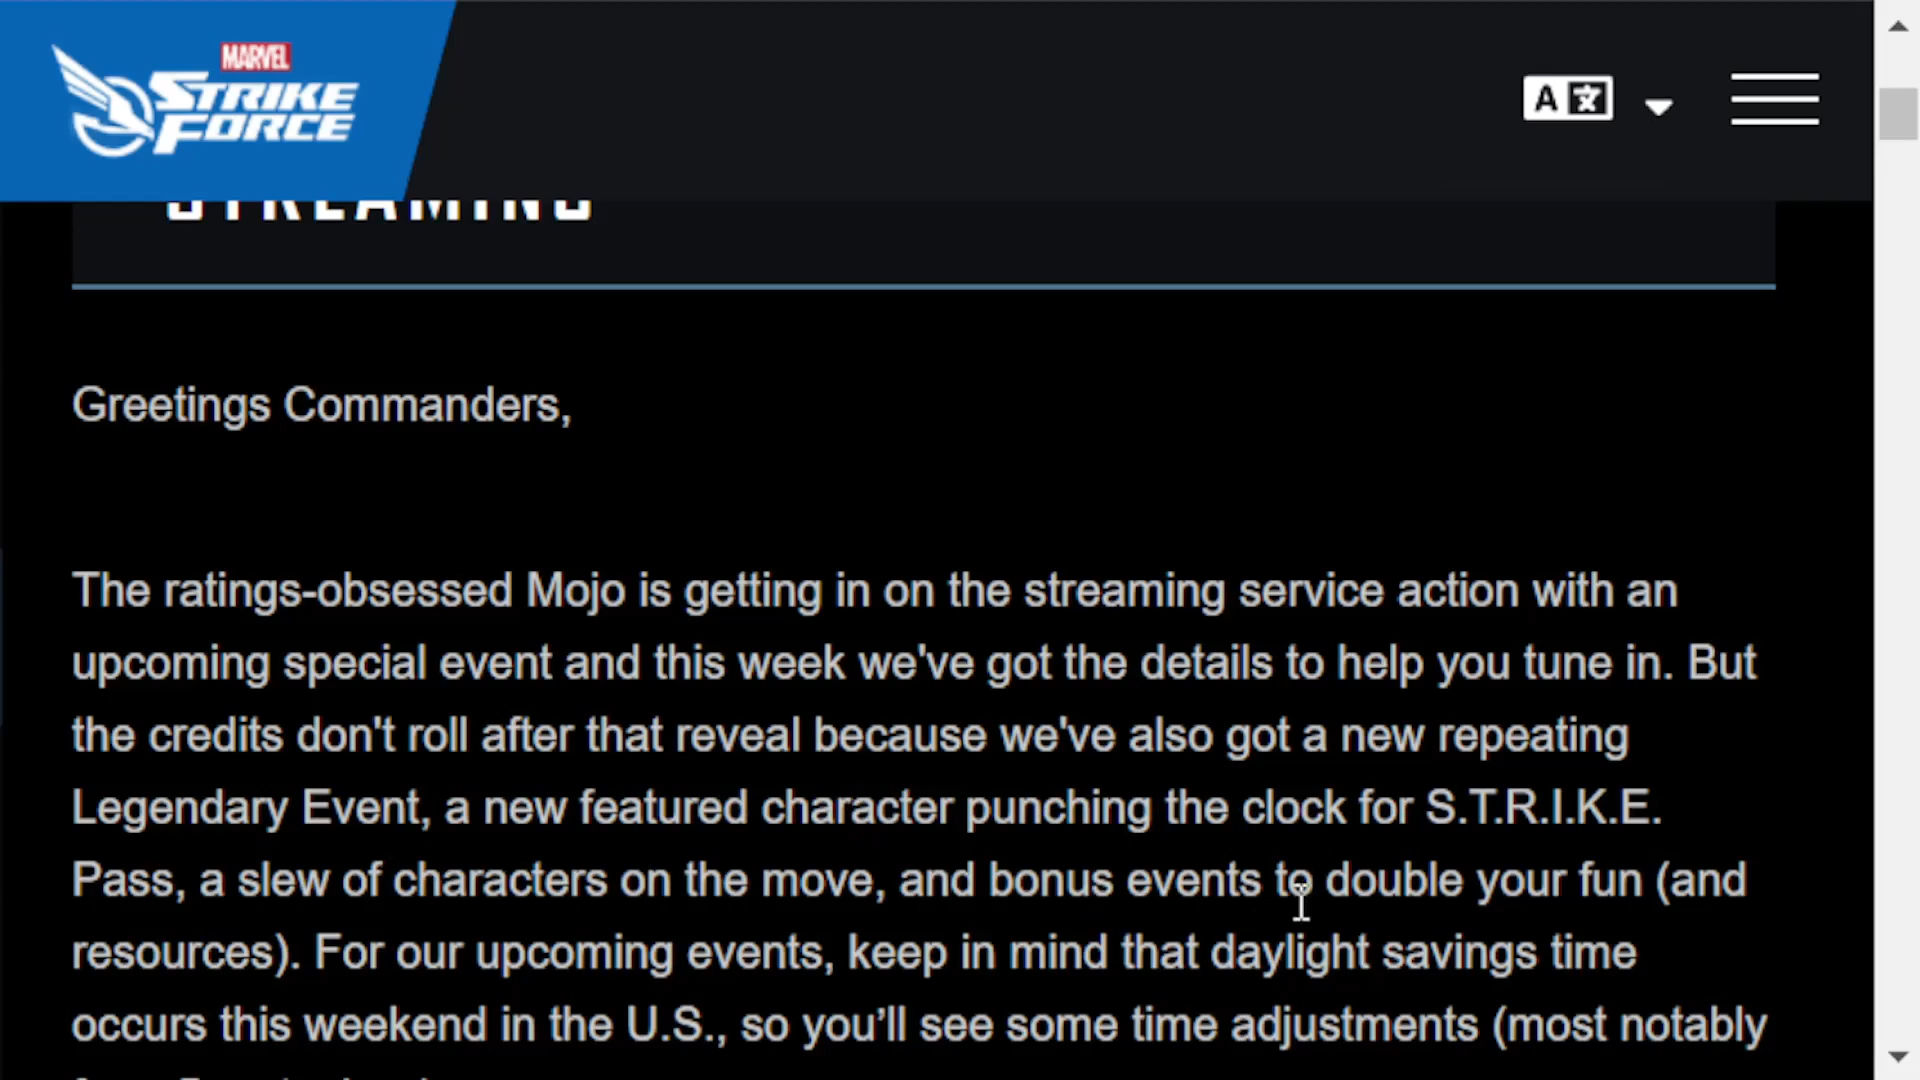 MARVEL
STRIKE
FORCE
A文
STREAMING
Greetings Commanders,
The ratings-obsessed Mojo is getting in on the streaming service action with an
upcoming special event and this week we've got the details to help you tune in. But
the credits don't roll after that reveal because we've also got a new repeating
Legendary Event, a new featured character punching the clock for S.T.R.I.K.E.
Pass, a slew of characters on the move, and bonus events to double your fun (and
resources). For our upcoming events, keep in mind that daylight savings time
occurs this weekend in the U.S., so you’ll see some time adjustments (most notably